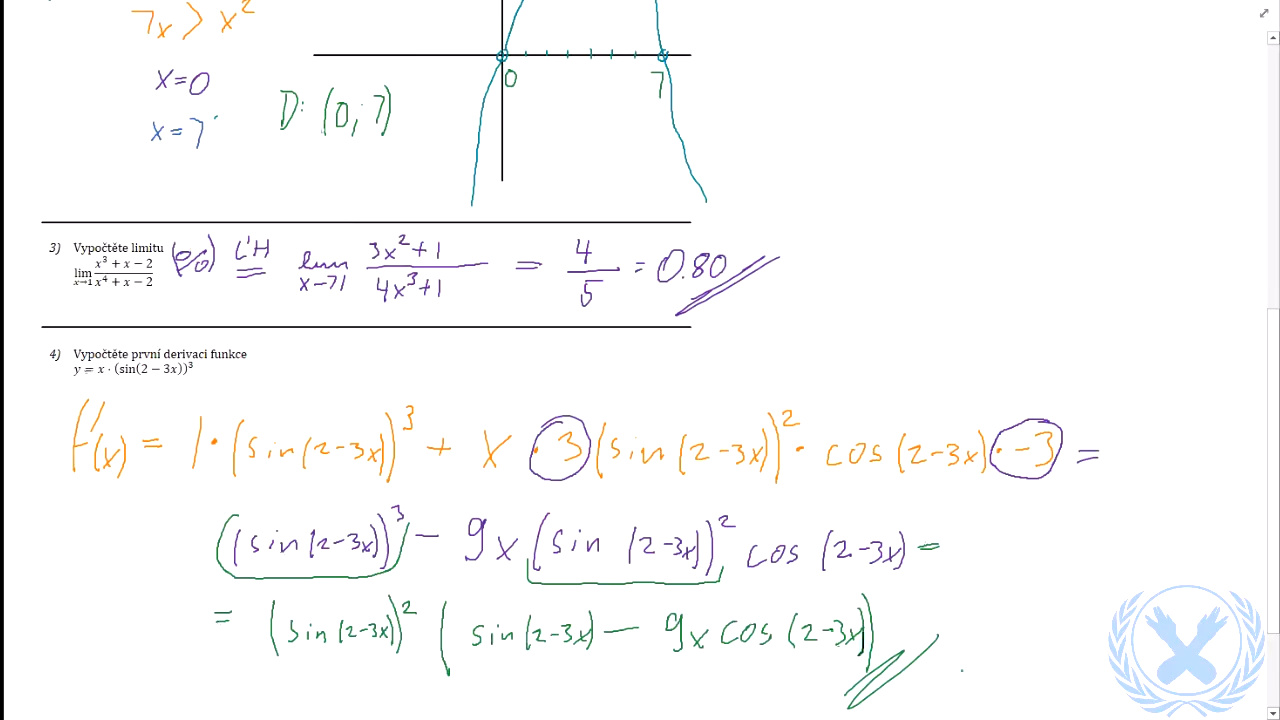 7x > x²
x=0
0
7
D: (0; 7)
x=7
3) Vypočtěte limitu
lim x→1 (x³ + x − 2)/(x⁴ + x − 2) (0/0) L'H = lim x→1 (3x²+1)/(4x³+1) = 4/5 = 0.80
4) Vypočtěte první derivaci funkce
y = x · (sin(2 − 3x))³
f'(x) = 1·(sin(2-3x))³ + x · 3(sin(2-3x))² · cos(2-3x) · -3 =
(sin(2-3x))³ - 9x (sin(2-3x))² cos(2-3x) =
= (sin(2-3x))² (sin(2-3x) - 9x cos(2-3x))